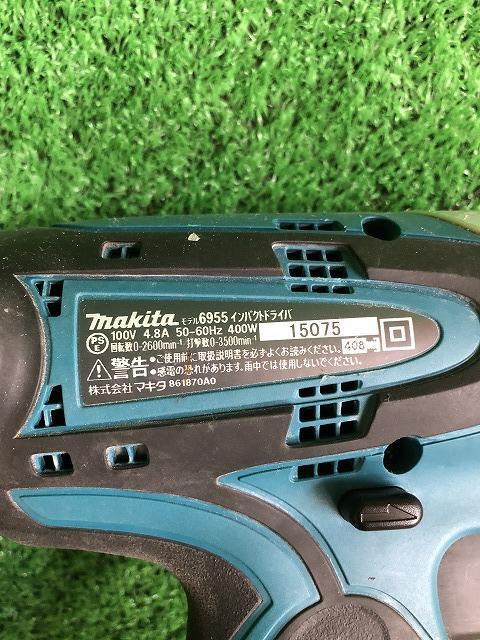 makita モデル 6955 インパクトドライバ
PS 100V 4.8A 50-60Hz 400W 15075
回転数0-2600min⁻¹ 打撃数0-3500min⁻¹
警告 •ご使用前に取扱説明書を必ずよくお読みください。 408
•感電の恐れがあります。雨中では使用しないでください。
株式会社 マキタ 861870A0